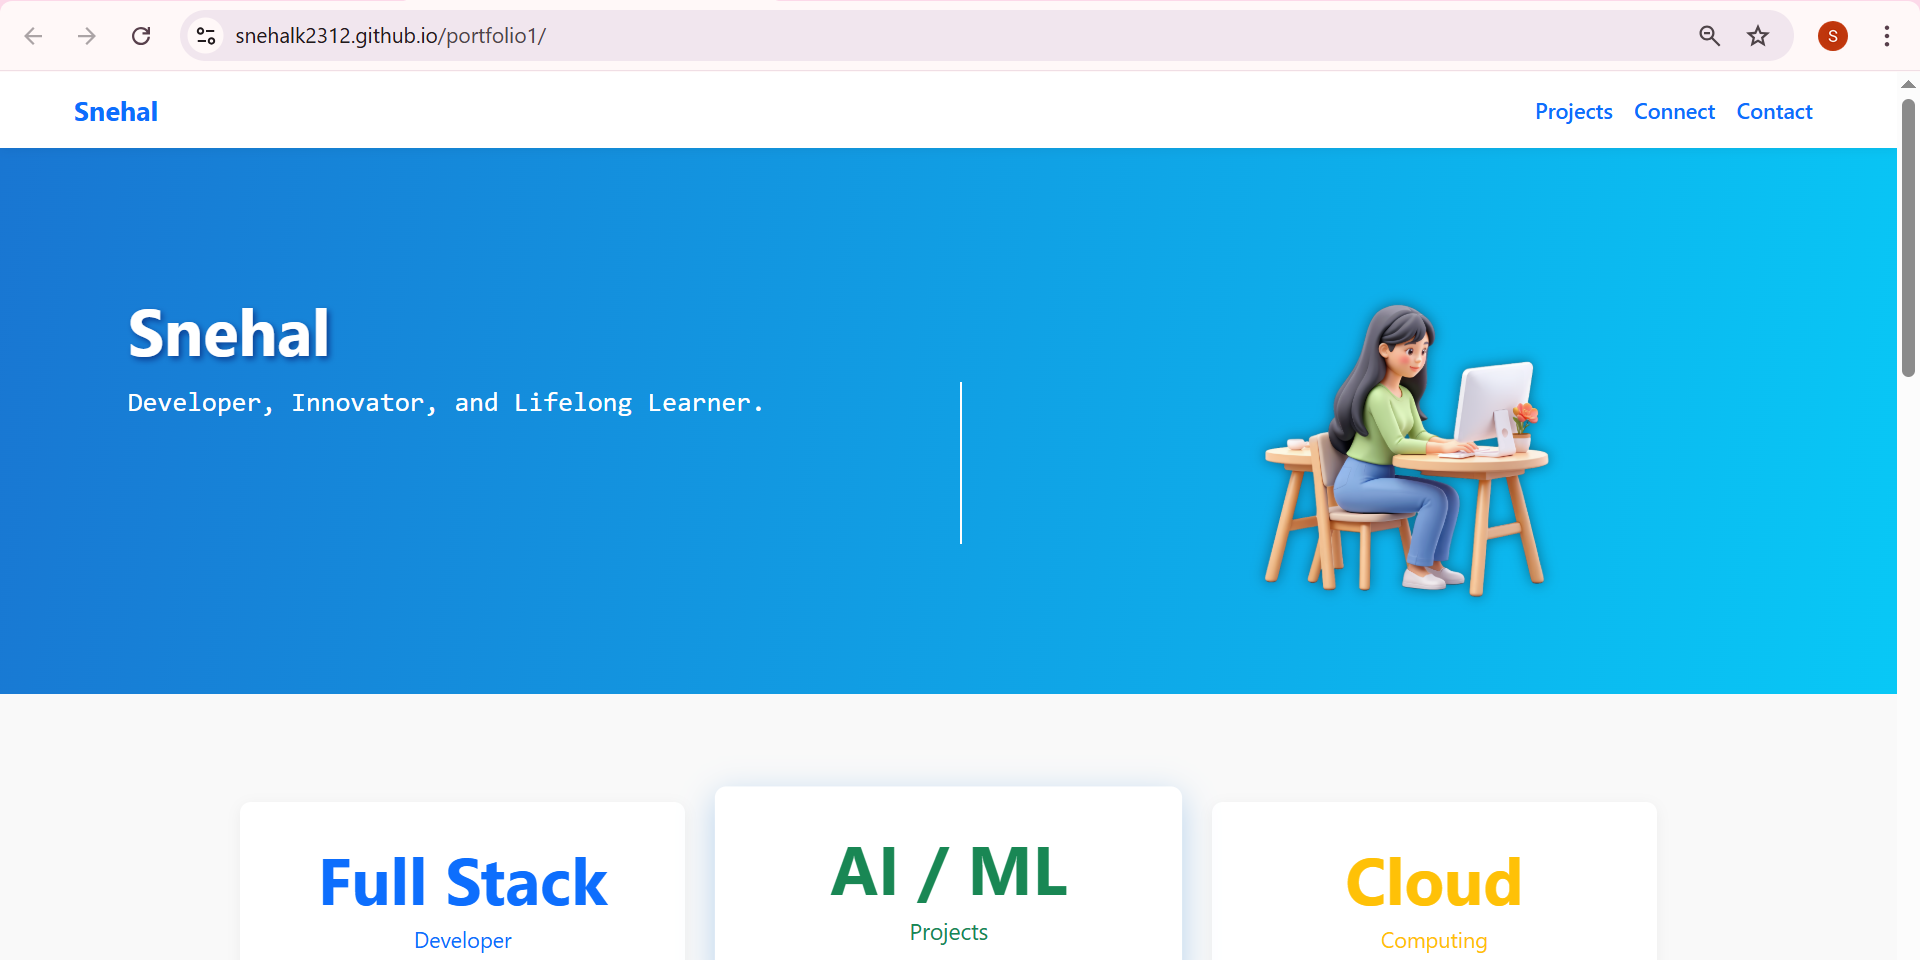 snehalk2312.github.io/portfolio1/
S
Snehal
Projects Connect Contact
Snehal
Developer, Innovator, and Lifelong Learner.
Full Stack
Developer
AI / ML
Projects
Cloud
Computing